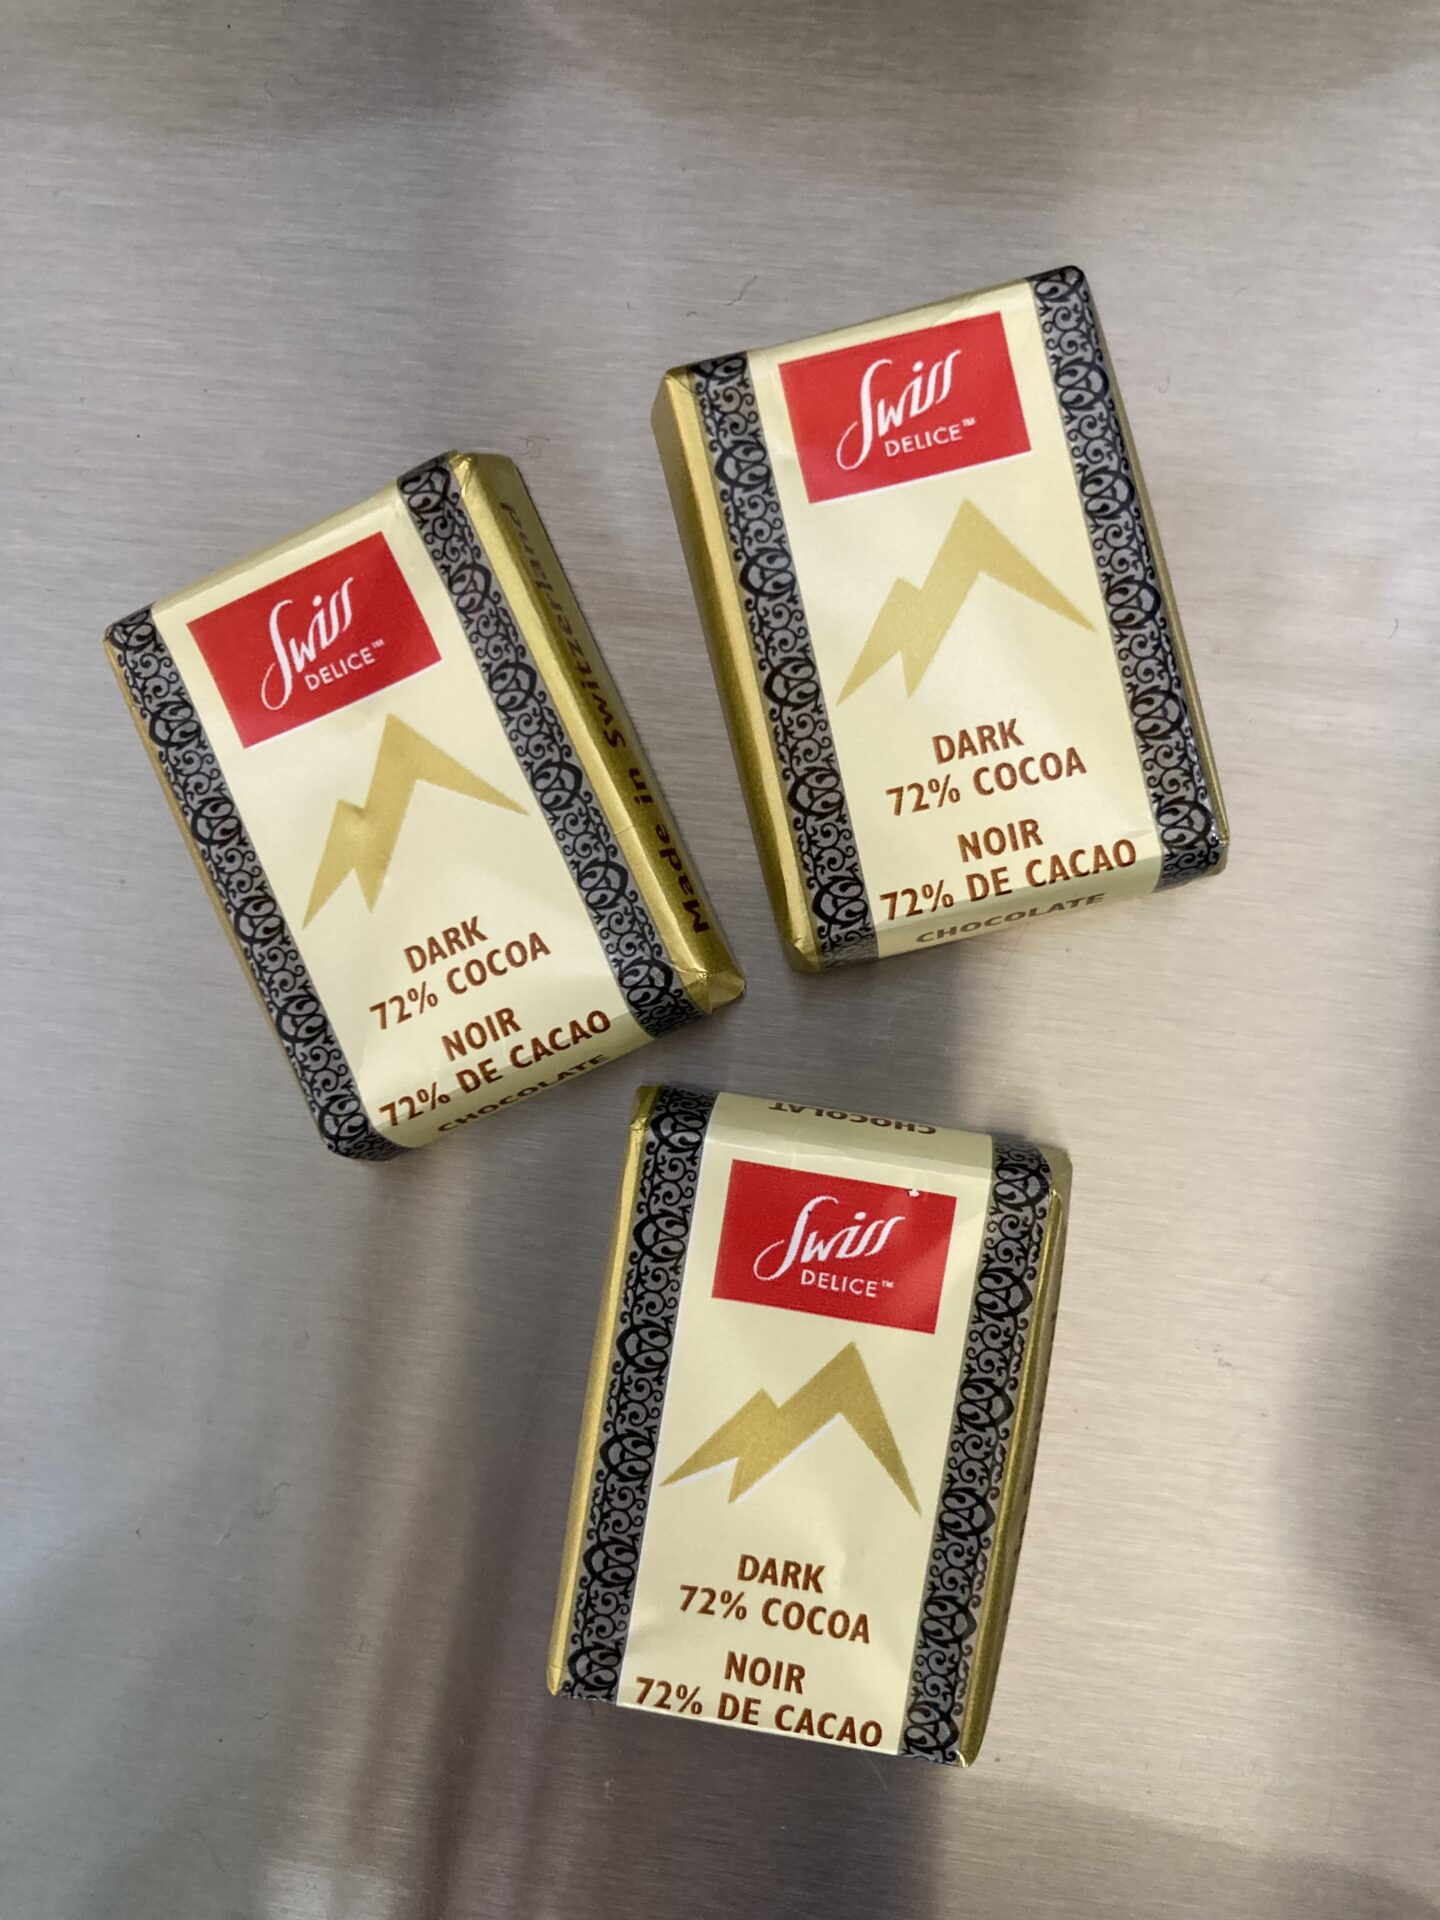 Swiss
DELICE™
DARK
72% COCOA
NOIR
72% DE CACAO
CHOCOLATE
Made in Switzerland
Swiss
DELICE™
DARK
72% COCOA
NOIR
72% DE CACAO
CHOCOLATE
CHOCOLAT
Swiss
DELICE™
DARK
72% COCOA
NOIR
72% DE CACAO